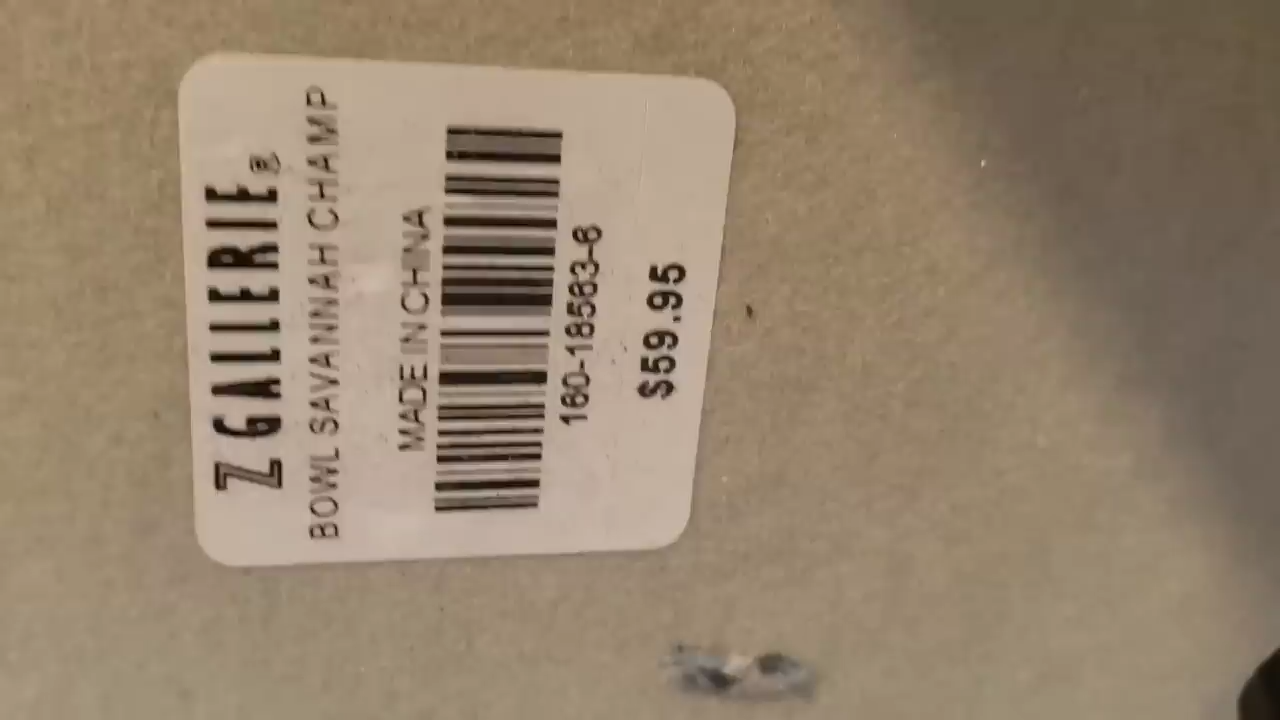 Z GALLERIE®
BOWL SAVANNAH CHAMP
MADE IN CHINA
160-18583-6
$59.95